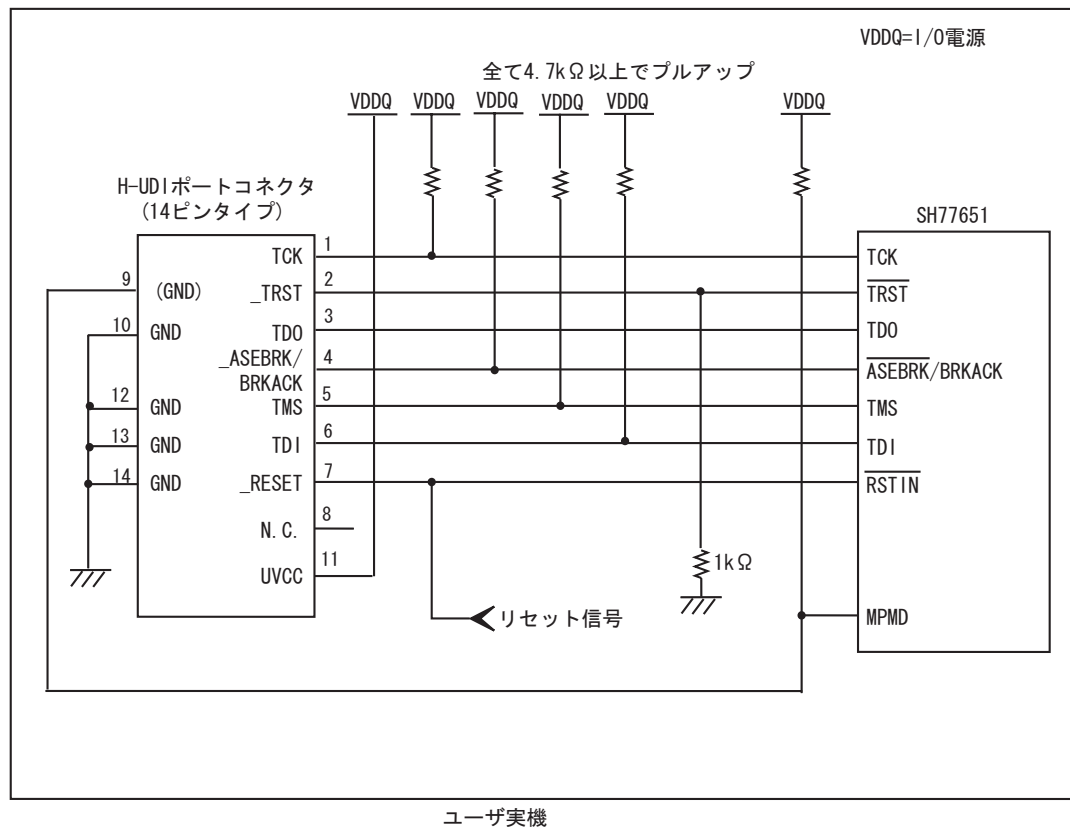 VDDQ=I/O電源
全て4.7kΩ以上でプルアップ
VDDQ VDDQ VDDQ VDDQ VDDQ VDDQ
H-UDIポートコネクタ
(14ピンタイプ)
SH77651
TCK 1 TCK
9 (GND) _TRST 2 TRST
10 GND TDO 3 TDO
_ASEBRK/ 4 ASEBRK/BRKACK
BRKACK
12 GND TMS 5 TMS
13 GND TDI 6 TDI
14 GND _RESET 7 RSTIN
N.C. 8
UVCC 11
1kΩ
リセット信号
MPMD
ユーザ実機